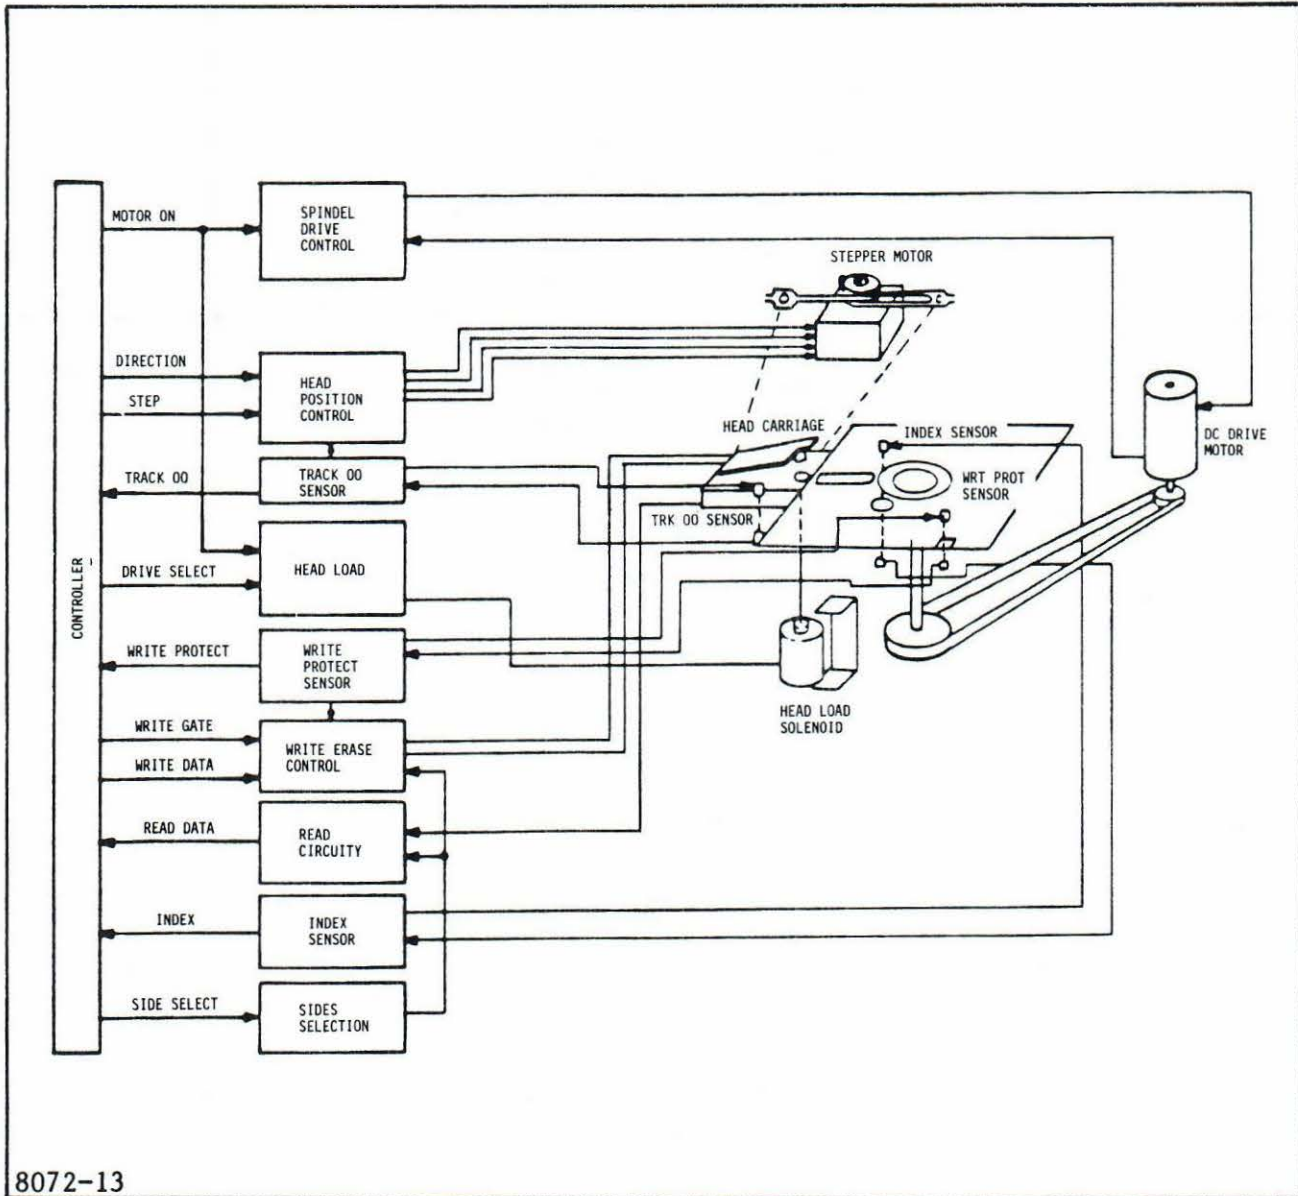 MOTOR ON
SPINDEL
DRIVE
CONTROL
STEPPER MOTOR
DIRECTION
STEP
HEAD
POSITION
CONTROL
HEAD CARRIAGE
INDEX SENSOR
DC DRIVE
MOTOR
TRACK OO
TRACK OO
SENSOR
WRT PROT
SENSOR
TRK OO SENSOR
CONTROLLER
DRIVE SELECT
HEAD LOAD
WRITE PROTECT
WRITE
PROTECT
SENSOR
HEAD LOAD
SOLENOID
WRITE GATE
WRITE DATA
WRITE ERASE
CONTROL
READ DATA
READ
CIRCUITY
INDEX
INDEX
SENSOR
SIDE SELECT
SIDES
SELECTION
8072-13